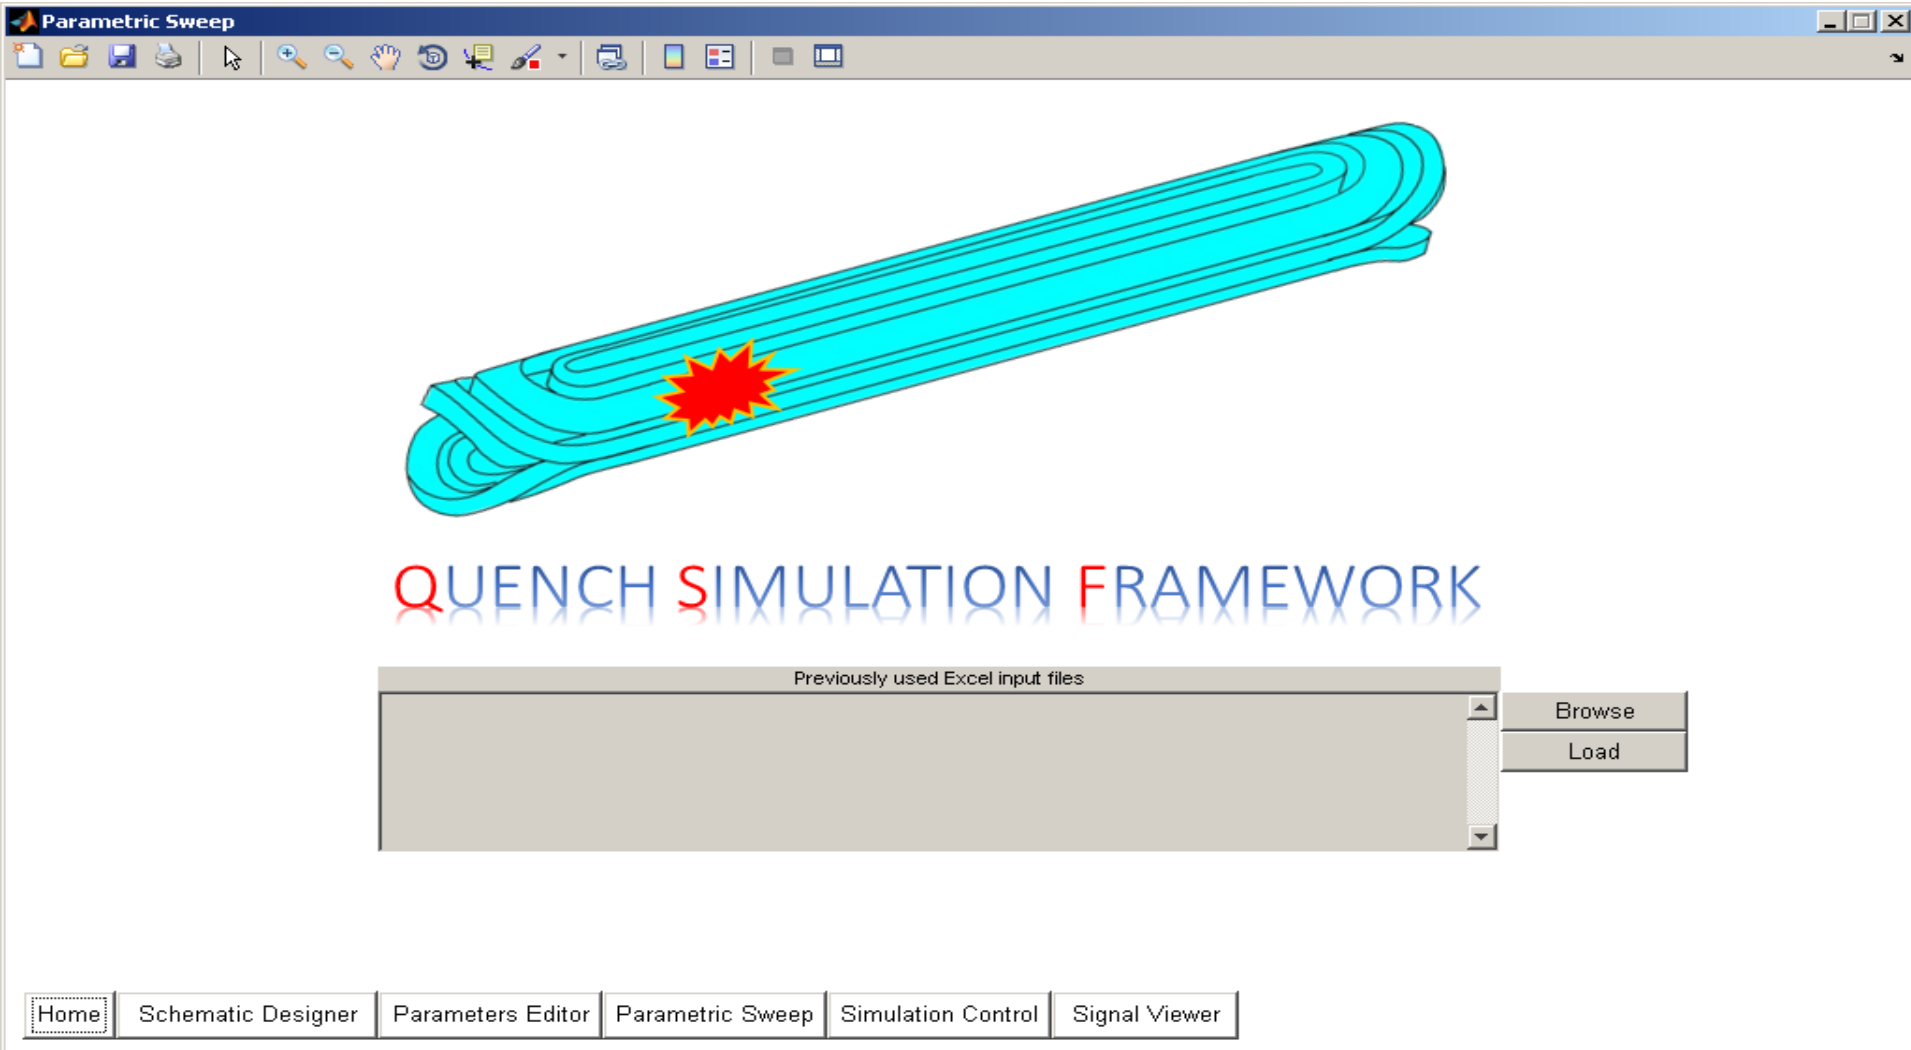 Parametric Sweep
QUENCH SIMULATION FRAMEWORK
Previously used Excel input files
Browse
Load
Home Schematic Designer Parameters Editor Parametric Sweep Simulation Control Signal Viewer